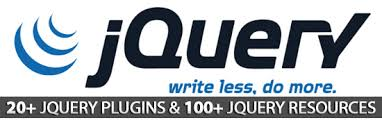 jQuery
write less, do more.
20+ JQUERY PLUGINS & 100+ JQUERY RESOURCES